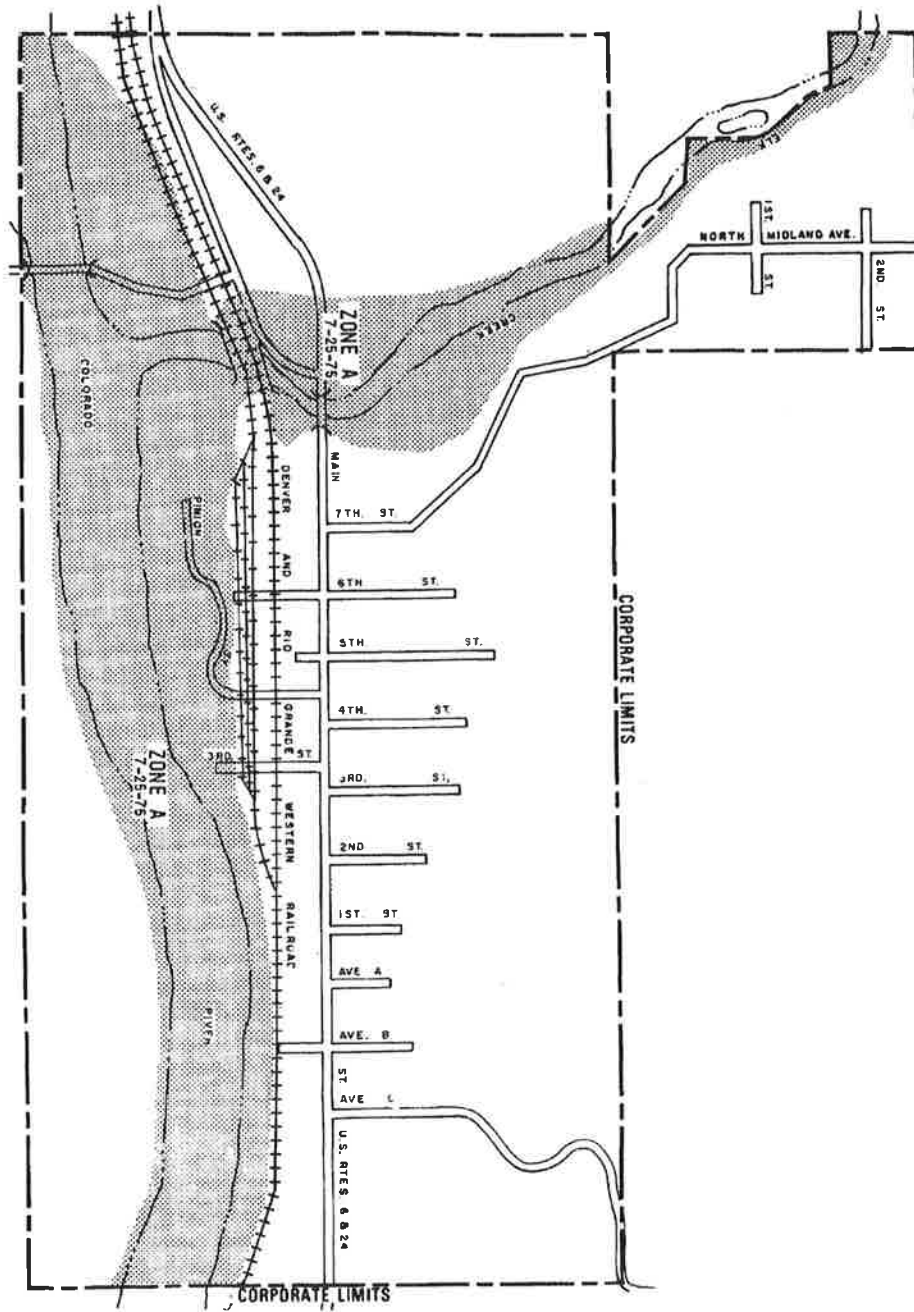 U.S. RTES. 6 & 24
ELK
1ST.
ST.
NORTH MIDLAND AVE.
2ND ST.
CREEK
ZONE A
7-25-75
COLORADO
MAIN
DENVER AND RIO GRANDE WESTERN RAILROAD
PINION
7TH. ST.
6TH ST.
5TH ST.
4TH. ST.
3RD. ST.
3RD. ST,
CORPORATE LIMITS
ZONE A
7-25-75
2ND ST.
1ST. ST
AVE A
RIVER
AVE. B
ST.
AVE C
U.S. RTES 6 & 24
CORPORATE LIMITS